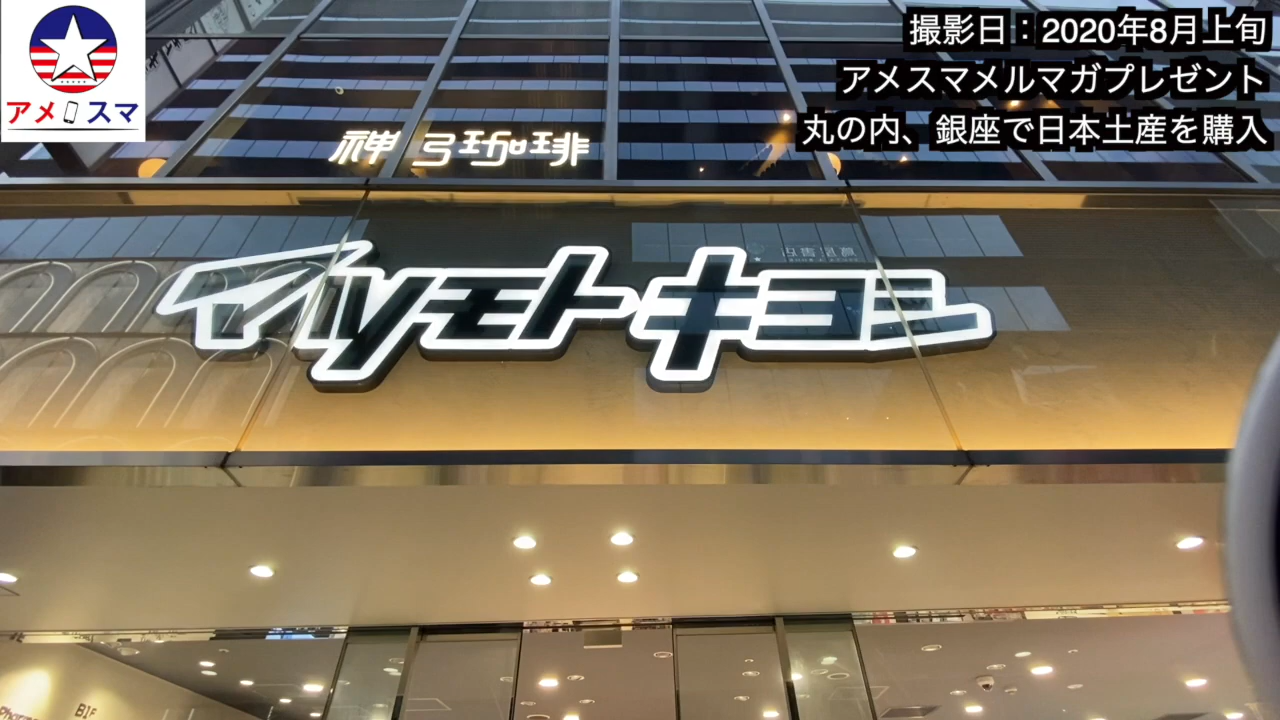 アメスマ
撮影日：2020年8月上旬
アメスマメルマガプレゼント
丸の内、銀座で日本土産を購入
神乃珈琲
マツモトキヨシ
B1F